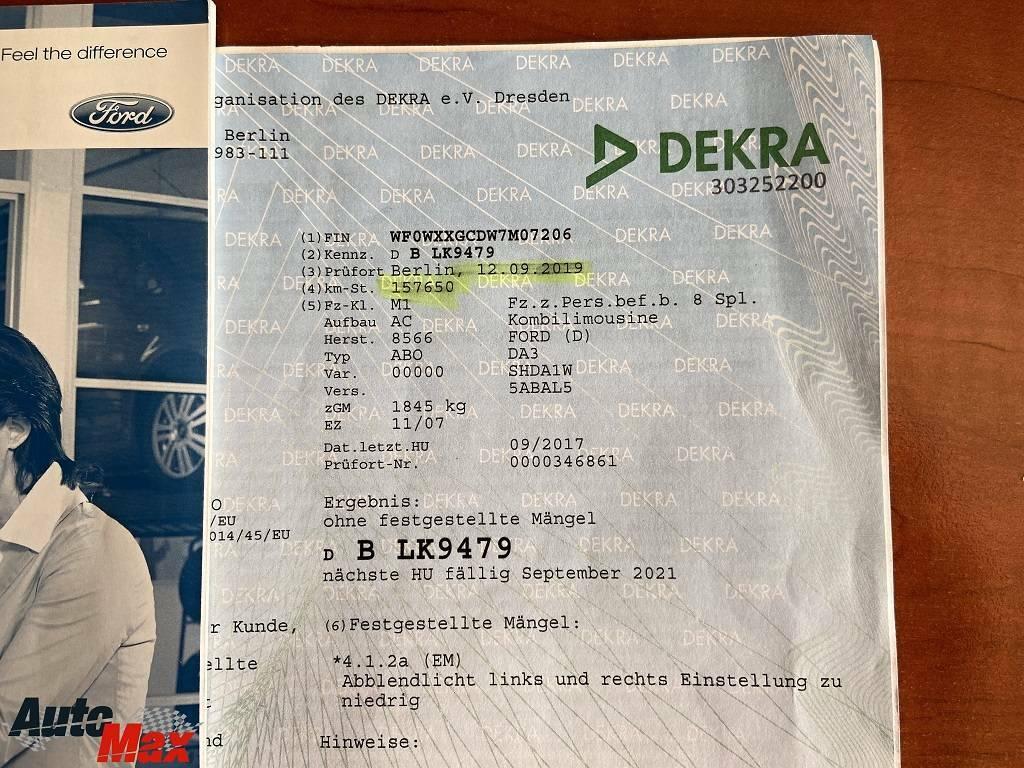 Feel the difference
Ford
ganisation des DEKRA e.V. Dresden
Berlin
983-111
DEKRA
303252200
(1)FIN WF0WXXGCDW7M07206
(2)Kennz. D B LK9479
(3)Prüfort Berlin, 12.09.2019
(4)km-St. 157650
(5)Fz-Kl. M1 Fz.z.Pers.bef.b. 8 Spl.
Aufbau AC Kombilimousine
Herst. 8566 FORD (D)
Typ ABO DA3
Var. 00000 SHDA1W
Vers. 5ABAL5
zGM 1845 kg
EZ 11/07
Dat.letzt.HU 09/2017
Prüfort-Nr. 0000346861
O
/EU
014/45/EU
Ergebnis:
ohne festgestellte Mängel
D B LK9479
nächste HU fällig September 2021
r Kunde,
(6)Festgestellte Mängel:
ellte
*4.1.2a (EM)
Abblendlicht links und rechts Einstellung zu
niedrig
nd
Hinweise:
AutoMax